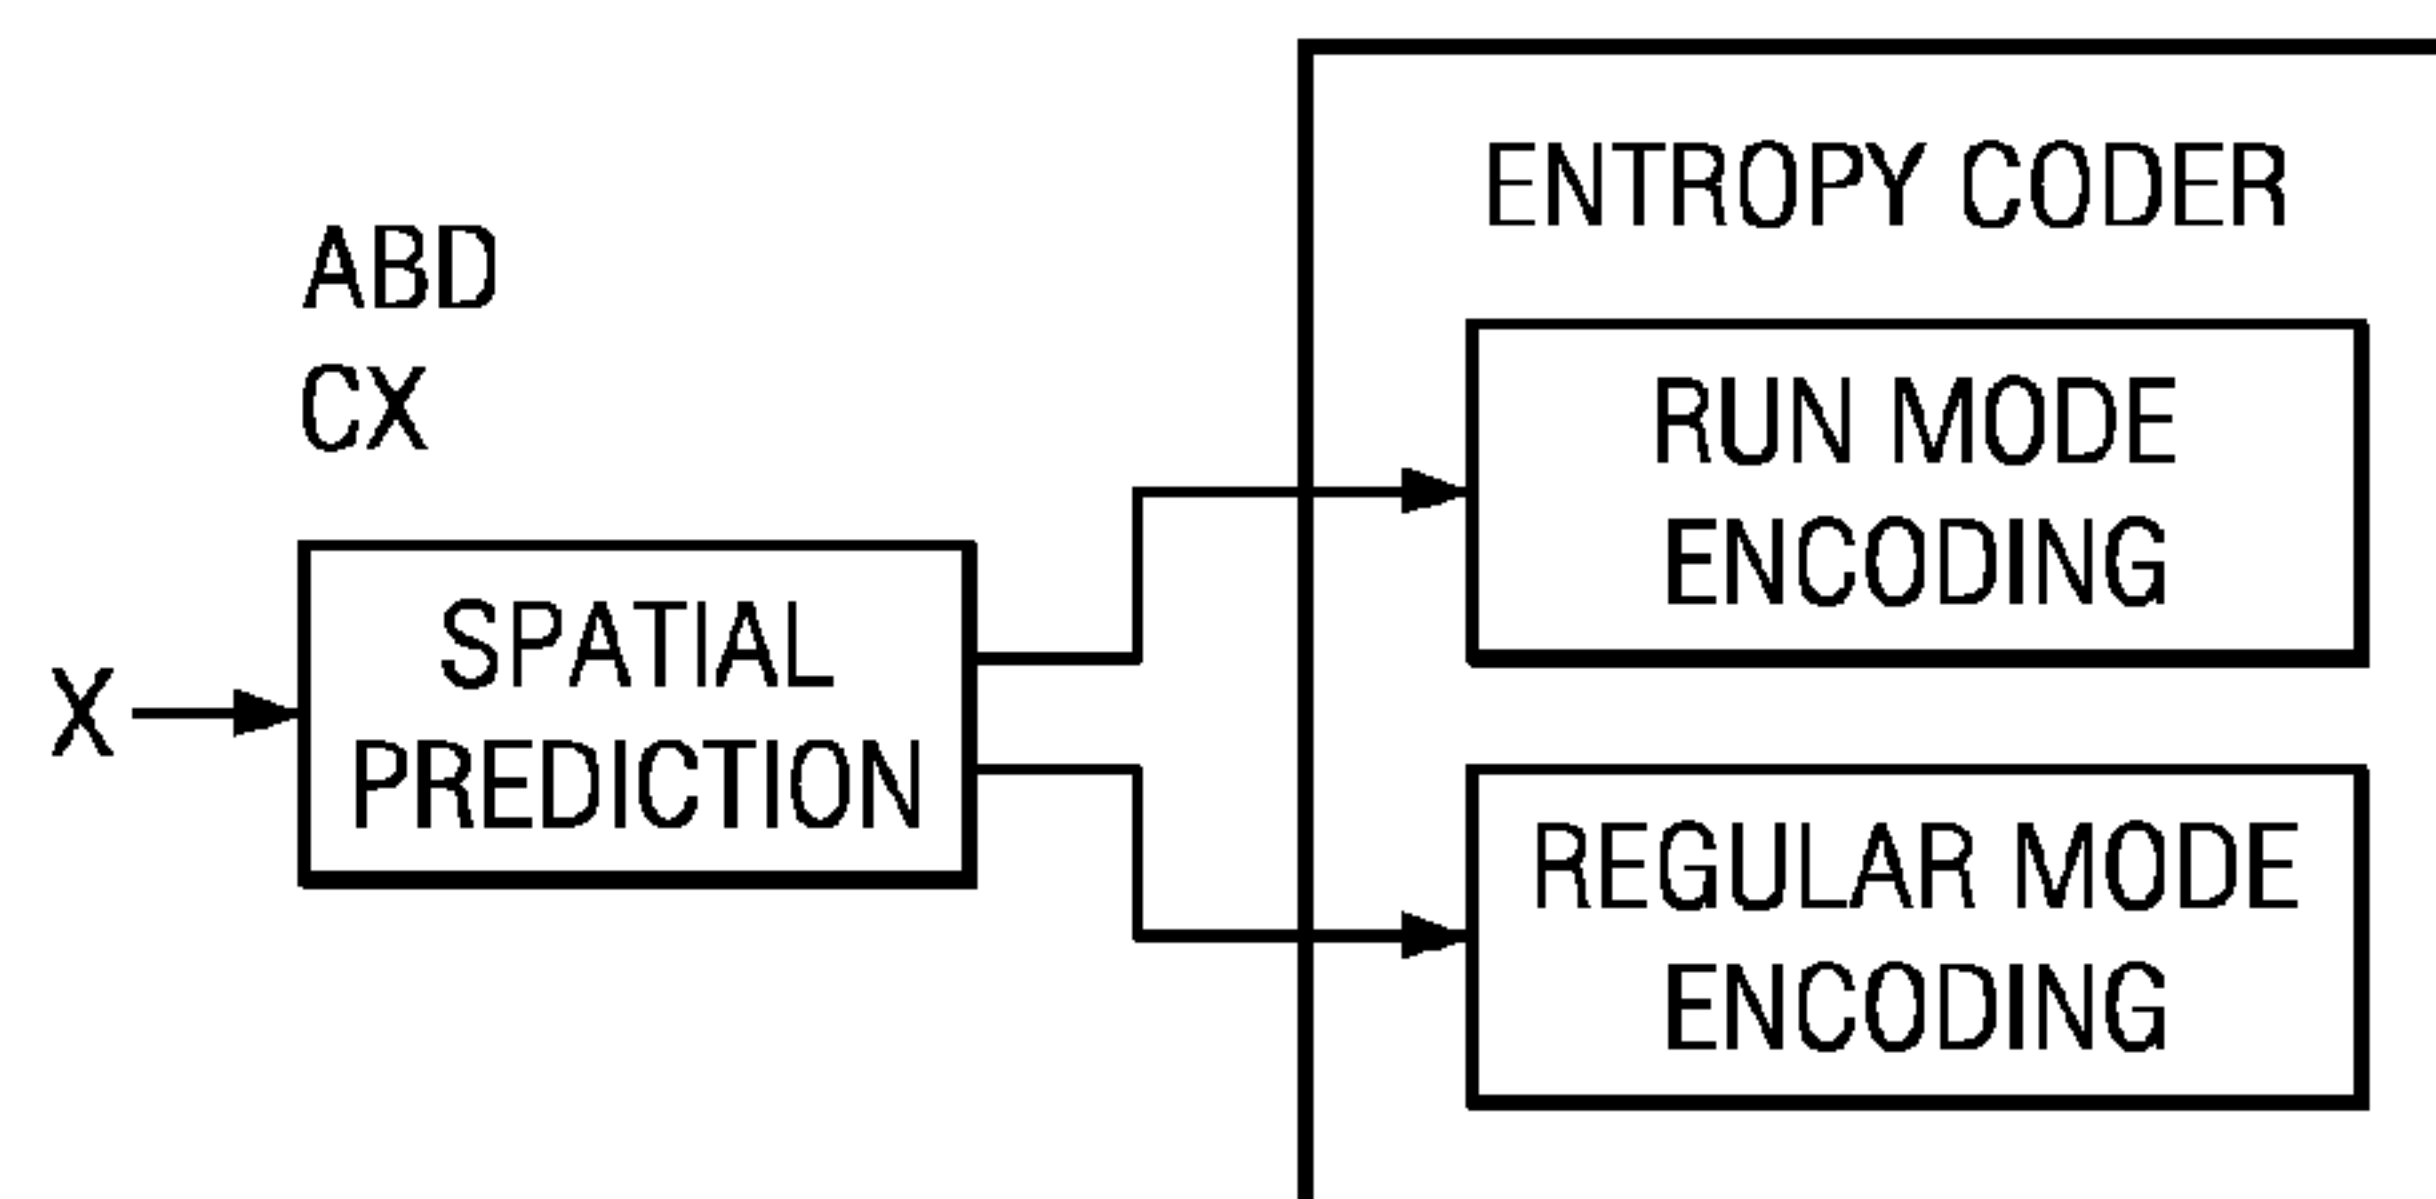 ENTROPY CODER
ABD
CX
RUN MODE
ENCODING
X
SPATIAL
PREDICTION
REGULAR MODE
ENCODING